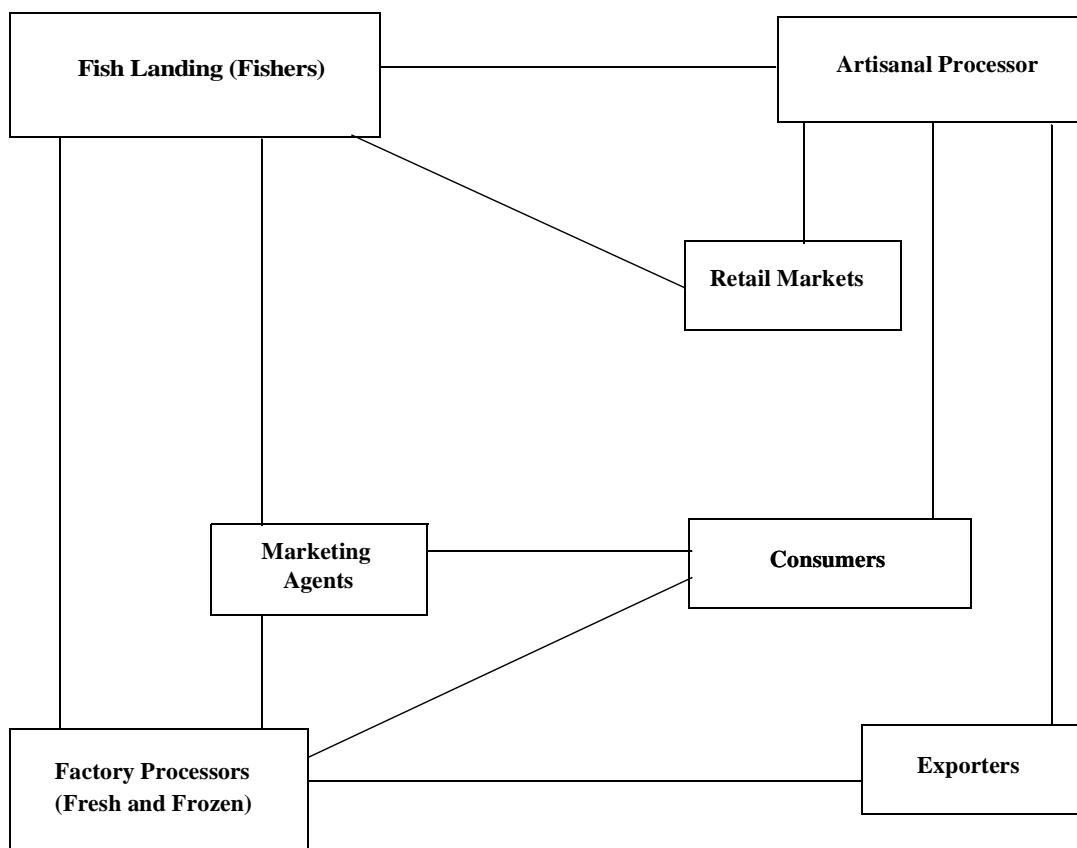 Fish Landing (Fishers)
Artisanal Processor
Retail Markets
Marketing
Agents
Consumers
Factory Processors
(Fresh and Frozen)
Exporters